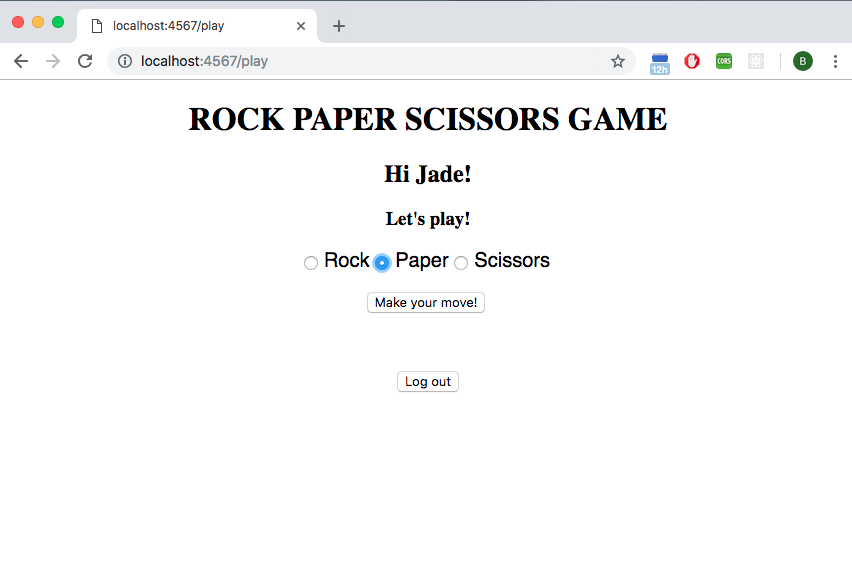 localhost:4567/play
localhost:4567/play
12h
CORS
B
ROCK PAPER SCISSORS GAME
Hi Jade!
Let's play!
Rock Paper Scissors
Make your move!
Log out